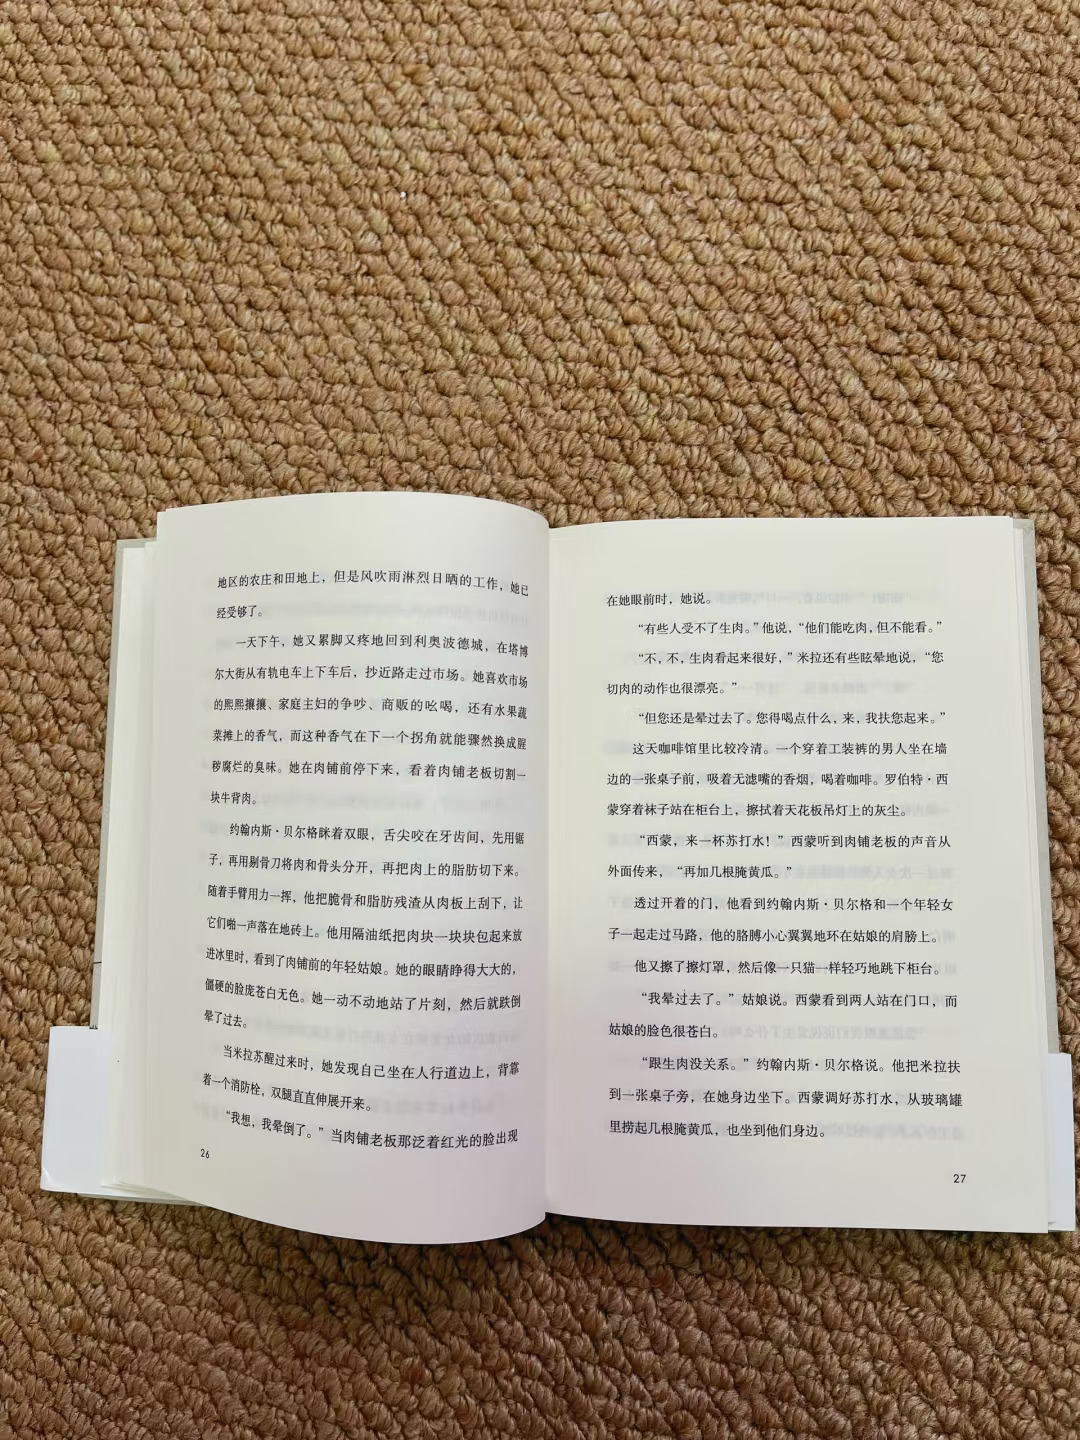 地区的农庄和田地上，但是风吹雨淋烈日晒的工作，她已
经受够了。
一天下午，她又累脚又疼地回到利奥波德城，在塔博
尔大街从有轨电车上下车后，抄近路走过市场。她喜欢市场
的熙熙攘攘、家庭主妇的争吵、商贩的吆喝，还有水果蔬
菜摊上的香气，而这种香气在下一个拐角就能骤然换成腥
秽腐烂的臭味。她在肉铺前停下来，看着肉铺老板切割一
块牛背肉。
约翰内斯·贝尔格眯着双眼，舌尖咬在牙齿间，先用锯
子，再用剔骨刀将肉和骨头分开，再把肉上的脂肪切下来。
随着手臂用力一挥，他把脆骨和脂肪残渣从肉板上刮下，让
它们啪一声落在地砖上。他用隔油纸把肉块一块块包起来放
进冰里时，看到了肉铺前的年轻姑娘。她的眼睛睁得大大的，
僵硬的脸庞苍白无色。她一动不动地站了片刻，然后就跌倒
晕了过去。
当米拉苏醒过来时，她发现自己坐在人行道边上，背靠
着一个消防栓，双腿直直伸展开来。
“我想，我晕倒了。”当肉铺老板那泛着红光的脸出现
26
在她眼前时，她说。
“有些人受不了生肉。”他说，“他们能吃肉，但不能看。”
“不，不，生肉看起来很好，”米拉还有些眩晕地说，“您
切肉的动作也很漂亮。”
“但您还是晕过去了。您得喝点什么，来，我扶您起来。”
这天咖啡馆里比较冷清。一个穿着工装裤的男人坐在墙
边的一张桌子前，吸着无滤嘴的香烟，喝着咖啡。罗伯特·西
蒙穿着袜子站在柜台上，擦拭着天花板吊灯上的灰尘。
“西蒙，来一杯苏打水！”西蒙听到肉铺老板的声音从
外面传来，“再加几根腌黄瓜。”
透过开着的门，他看到约翰内斯·贝尔格和一个年轻女
子一起走过马路，他的胳膊小心翼翼地环在姑娘的肩膀上。
他又擦了擦灯罩，然后像一只猫一样轻巧地跳下柜台。
“我晕过去了。”姑娘说。西蒙看到两人站在门口，而
姑娘的脸色很苍白。
“跟生肉没关系。”约翰内斯·贝尔格说。他把米拉扶
到一张桌子旁，在她身边坐下。西蒙调好苏打水，从玻璃罐
里捞起几根腌黄瓜，也坐到他们身边。
27